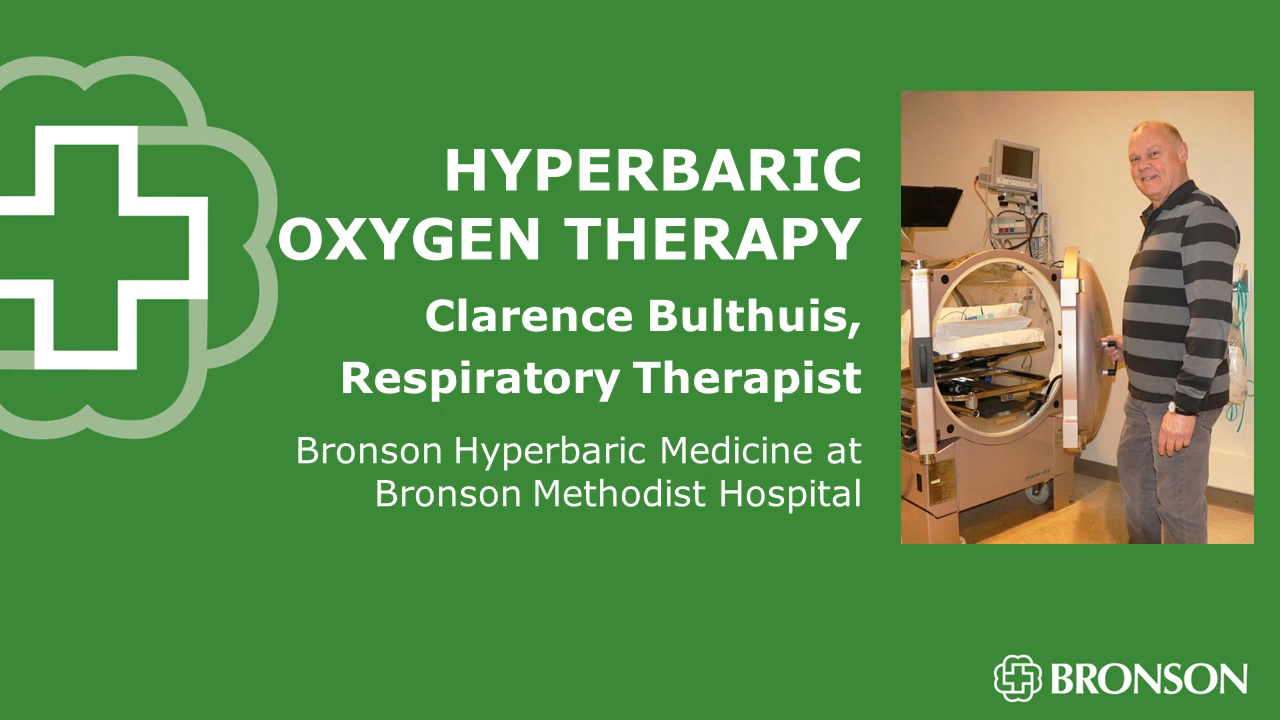 HYPERBARIC
OXYGEN THERAPY
Clarence Bulthuis,
Respiratory Therapist
Bronson Hyperbaric Medicine at
Bronson Methodist Hospital
BRONSON